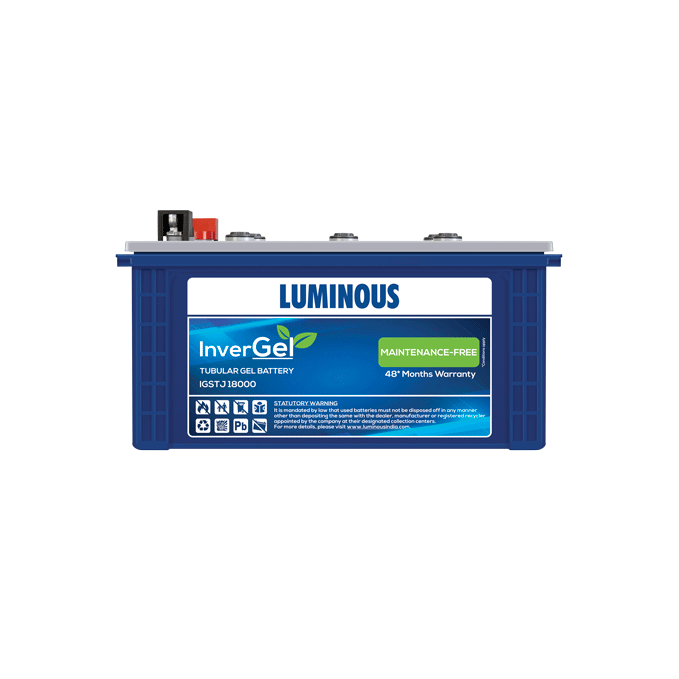 LUMINOUS
InverGel
TUBULAR GEL BATTERY
IGSTJ 18000
MAINTENANCE-FREE
*Conditions apply
48* Months Warranty
STATUTORY WARNING
It is mandated by law that used batteries must not be disposed off in any manner
other than depositing the same with the dealer, manufacturer or registered recycler
appointed by the company at their designated collection centers.
For more details, please visit www.luminousindia.com
Pb